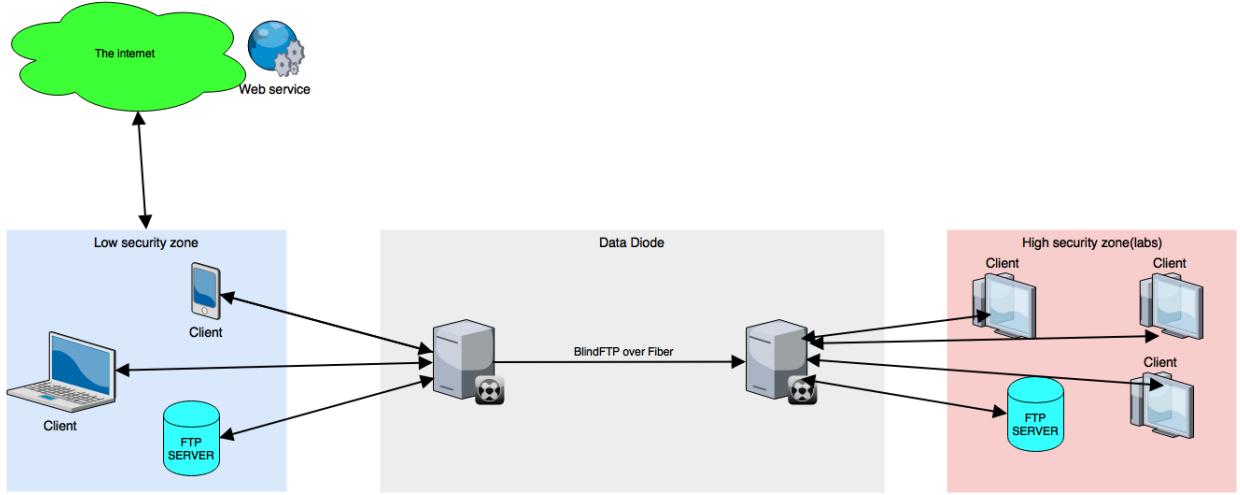 The internet
Web service
Low security zone
Data Diode
High security zone(labs)
Client
Client
Client
BlindFTP over Fiber
Client
Client
FTP
SERVER
FTP
SERVER